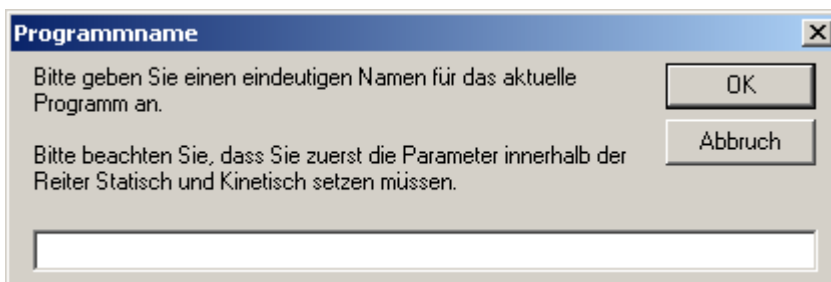 Programmname
Bitte geben Sie einen eindeutigen Namen für das aktuelle
Programm an.
OK
Abbruch
Bitte beachten Sie, dass Sie zuerst die Parameter innerhalb der
Reiter Statisch und Kinetisch setzen müssen.